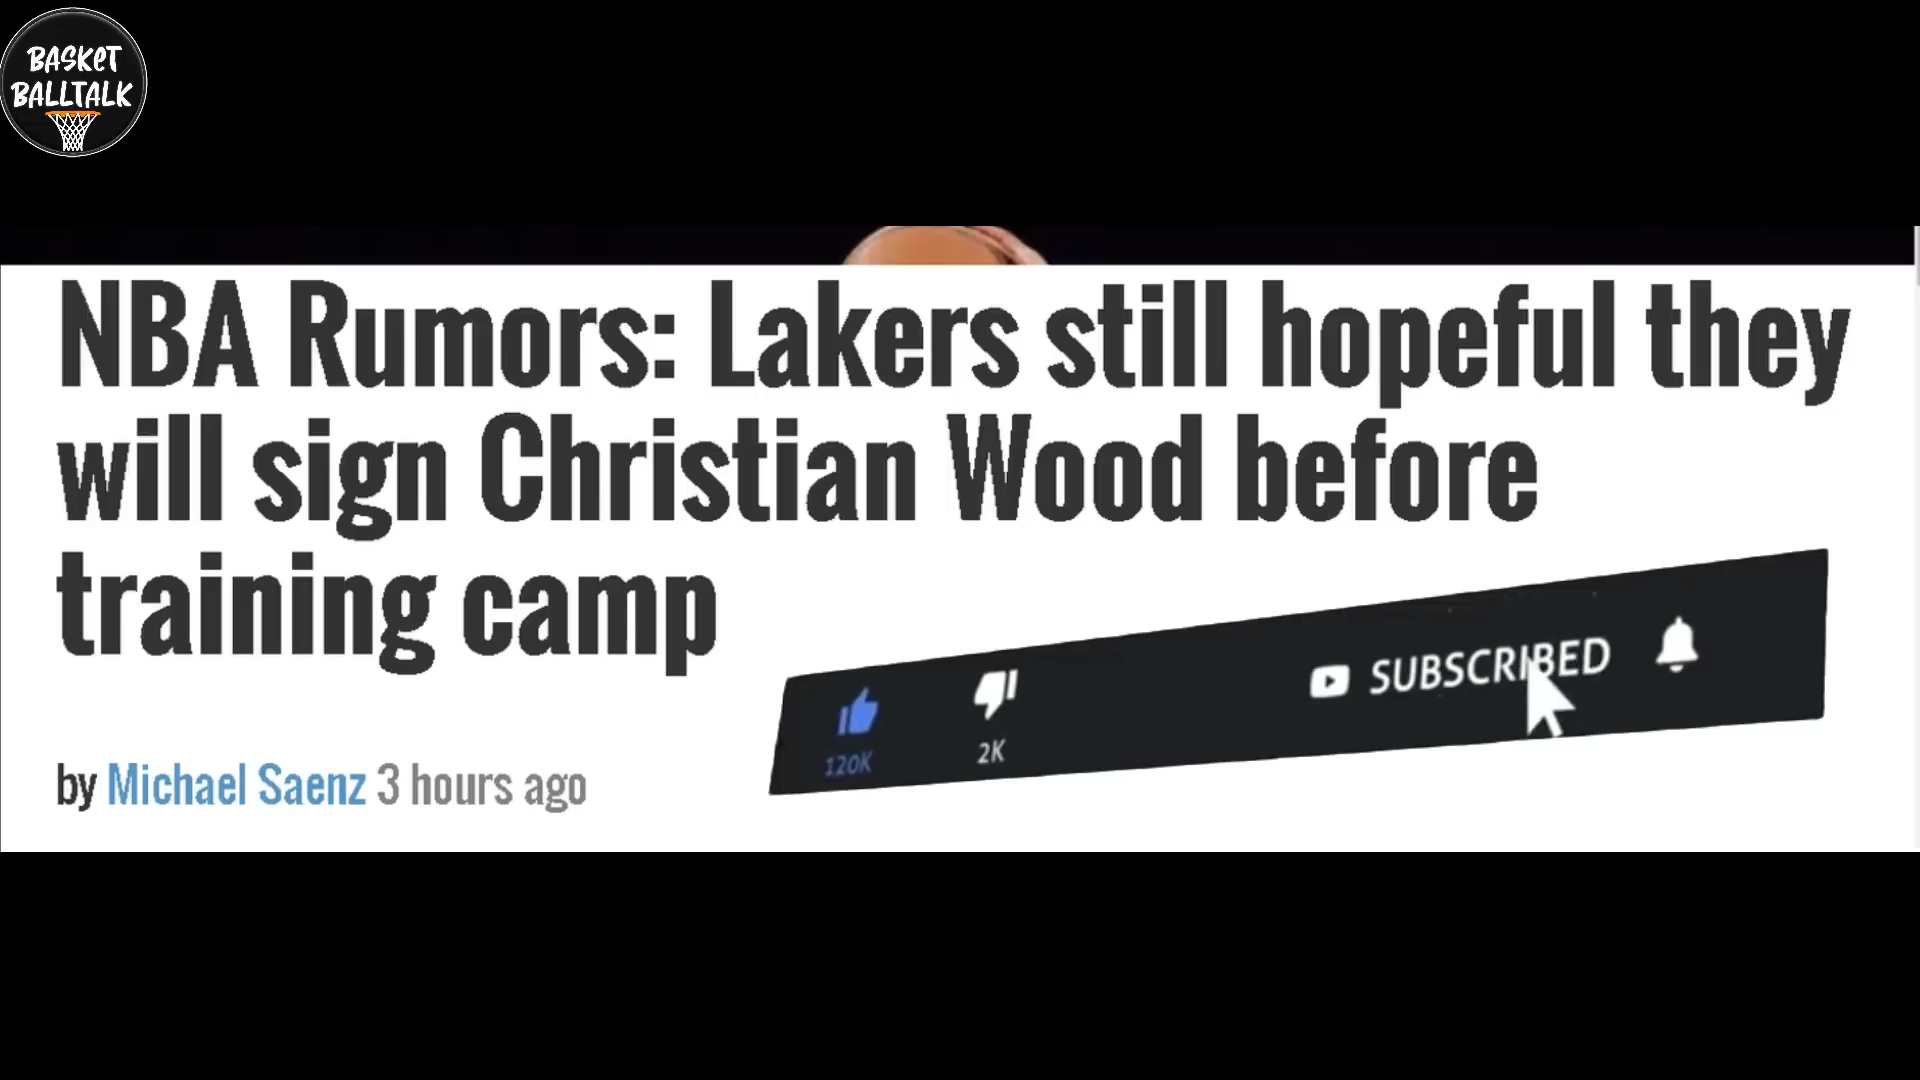 BASKET
BALLTALK
NBA Rumors: Lakers still hopeful they
will sign Christian Wood before
training camp
SUBSCRIBED
120K
2K
by Michael Saenz 3 hours ago